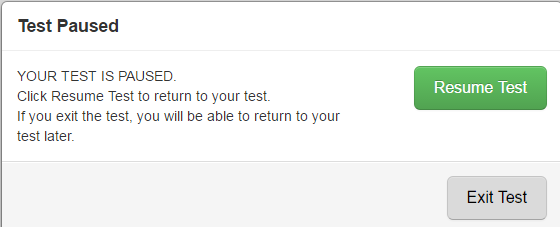 Test Paused
YOUR TEST IS PAUSED.
Click Resume Test to return to your test.
If you exit the test, you will be able to return to your
test later.
Resume Test
Exit Test